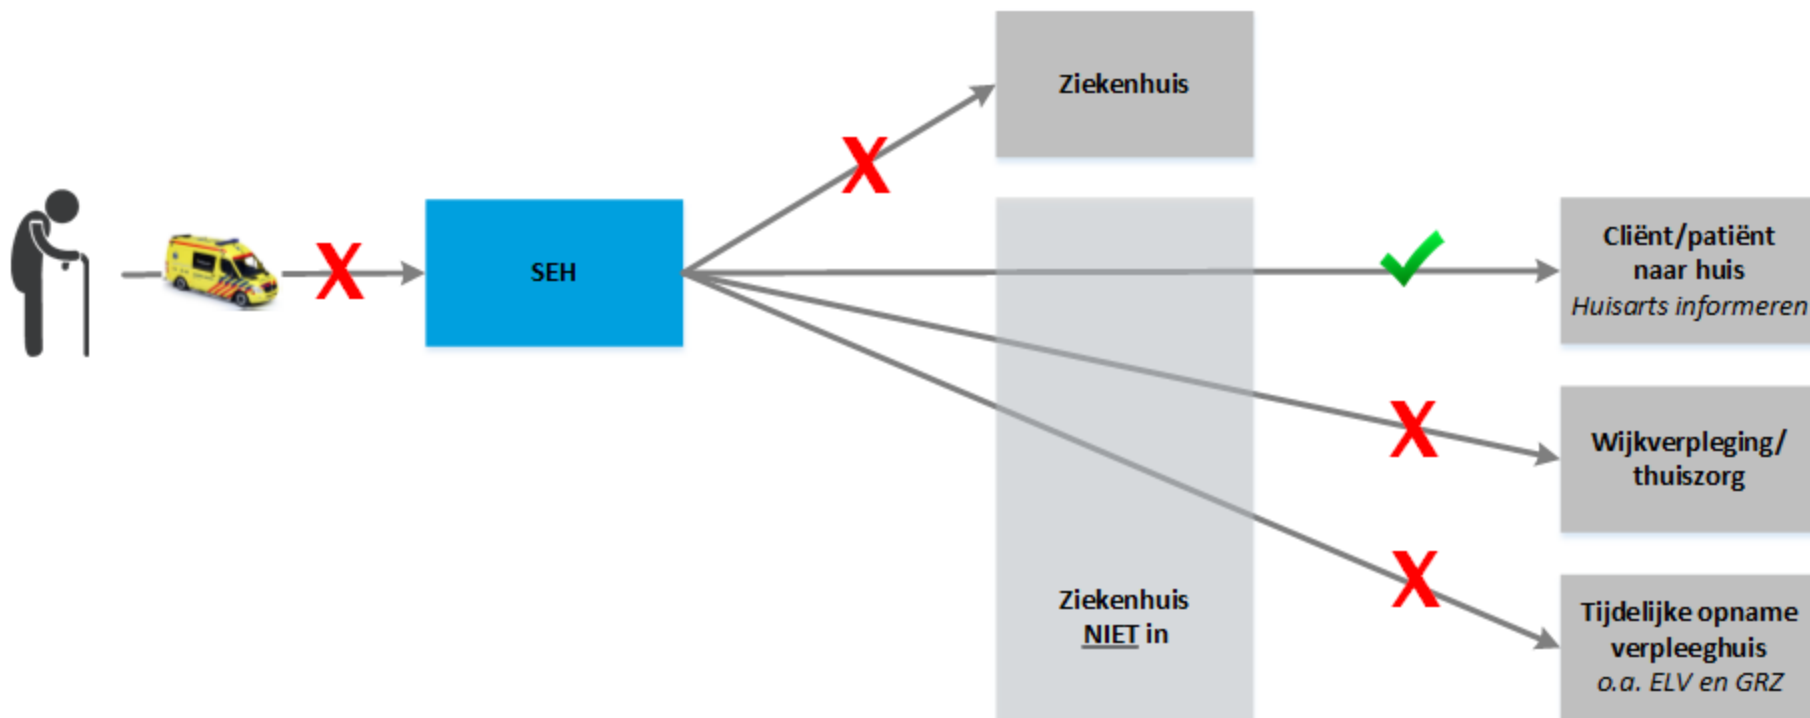 Ziekenhuis
SEH
Cliënt/patiënt
naar huis
Huisarts informeren
Wijkverpleging/
thuiszorg
Ziekenhuis
NIET in
Tijdelijke opname
verpleeghuis
o.a. ELV en GRZ